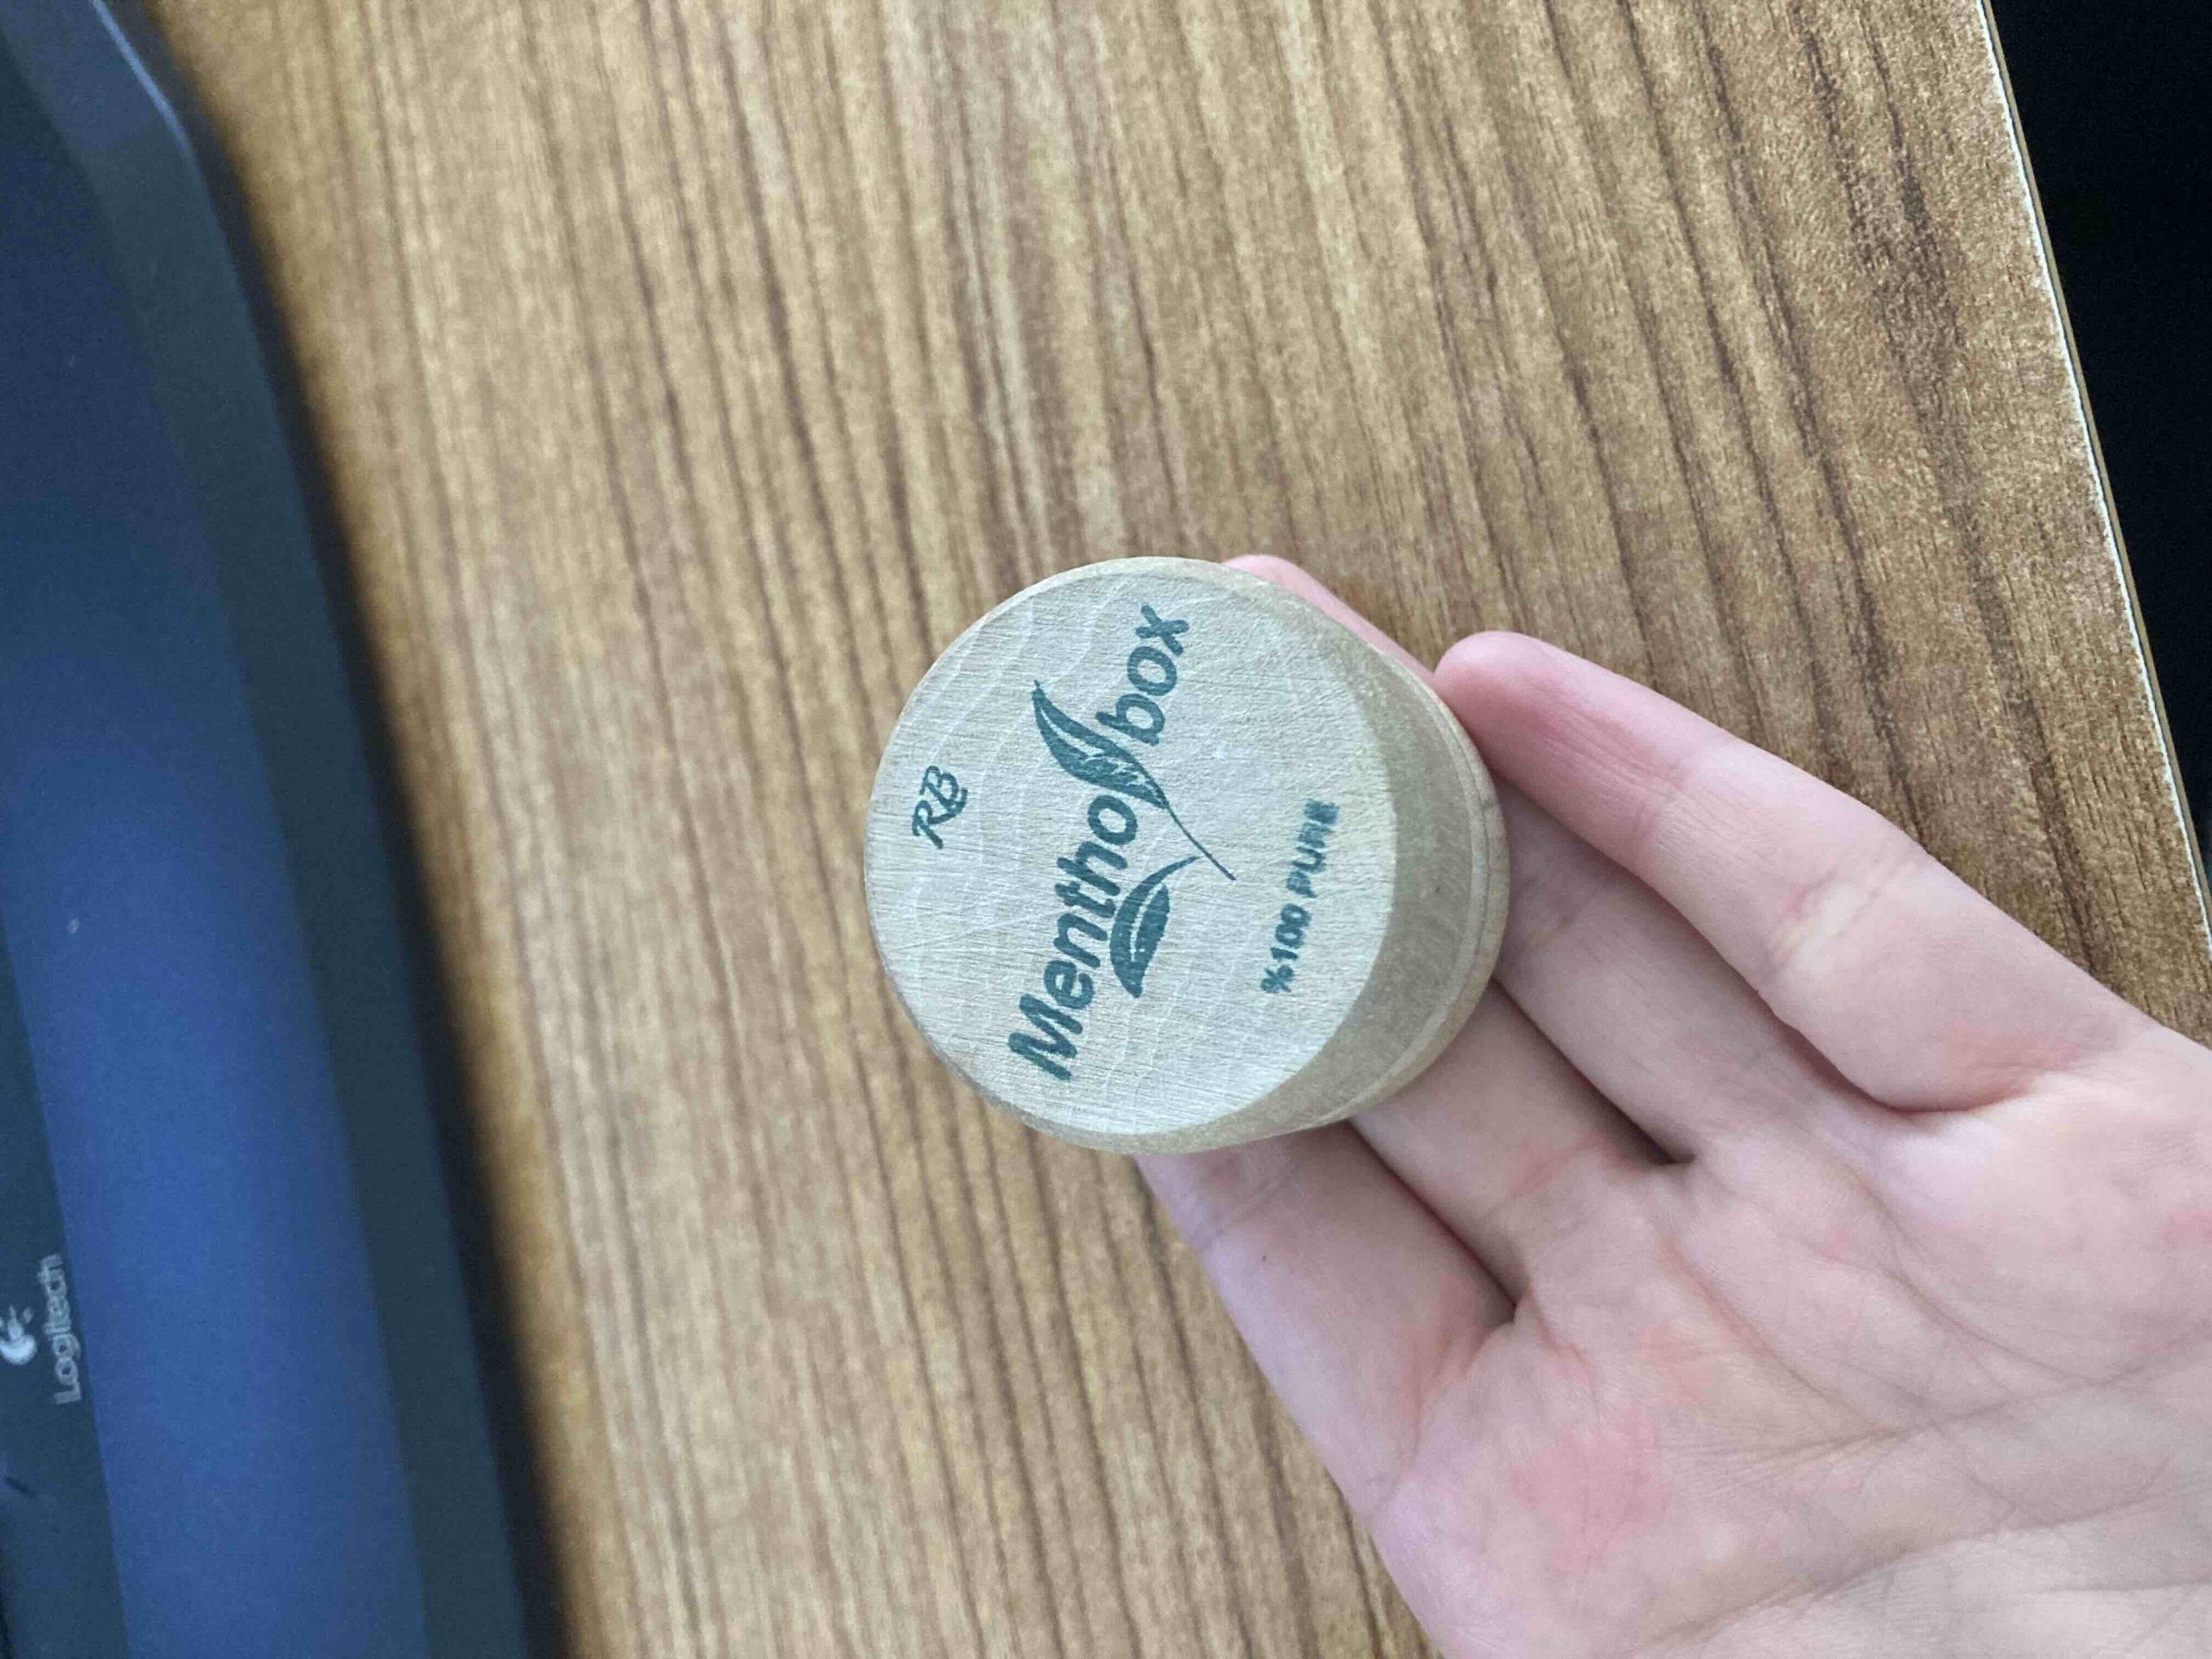 RB
Menthol box
%100 PURE
Logitech